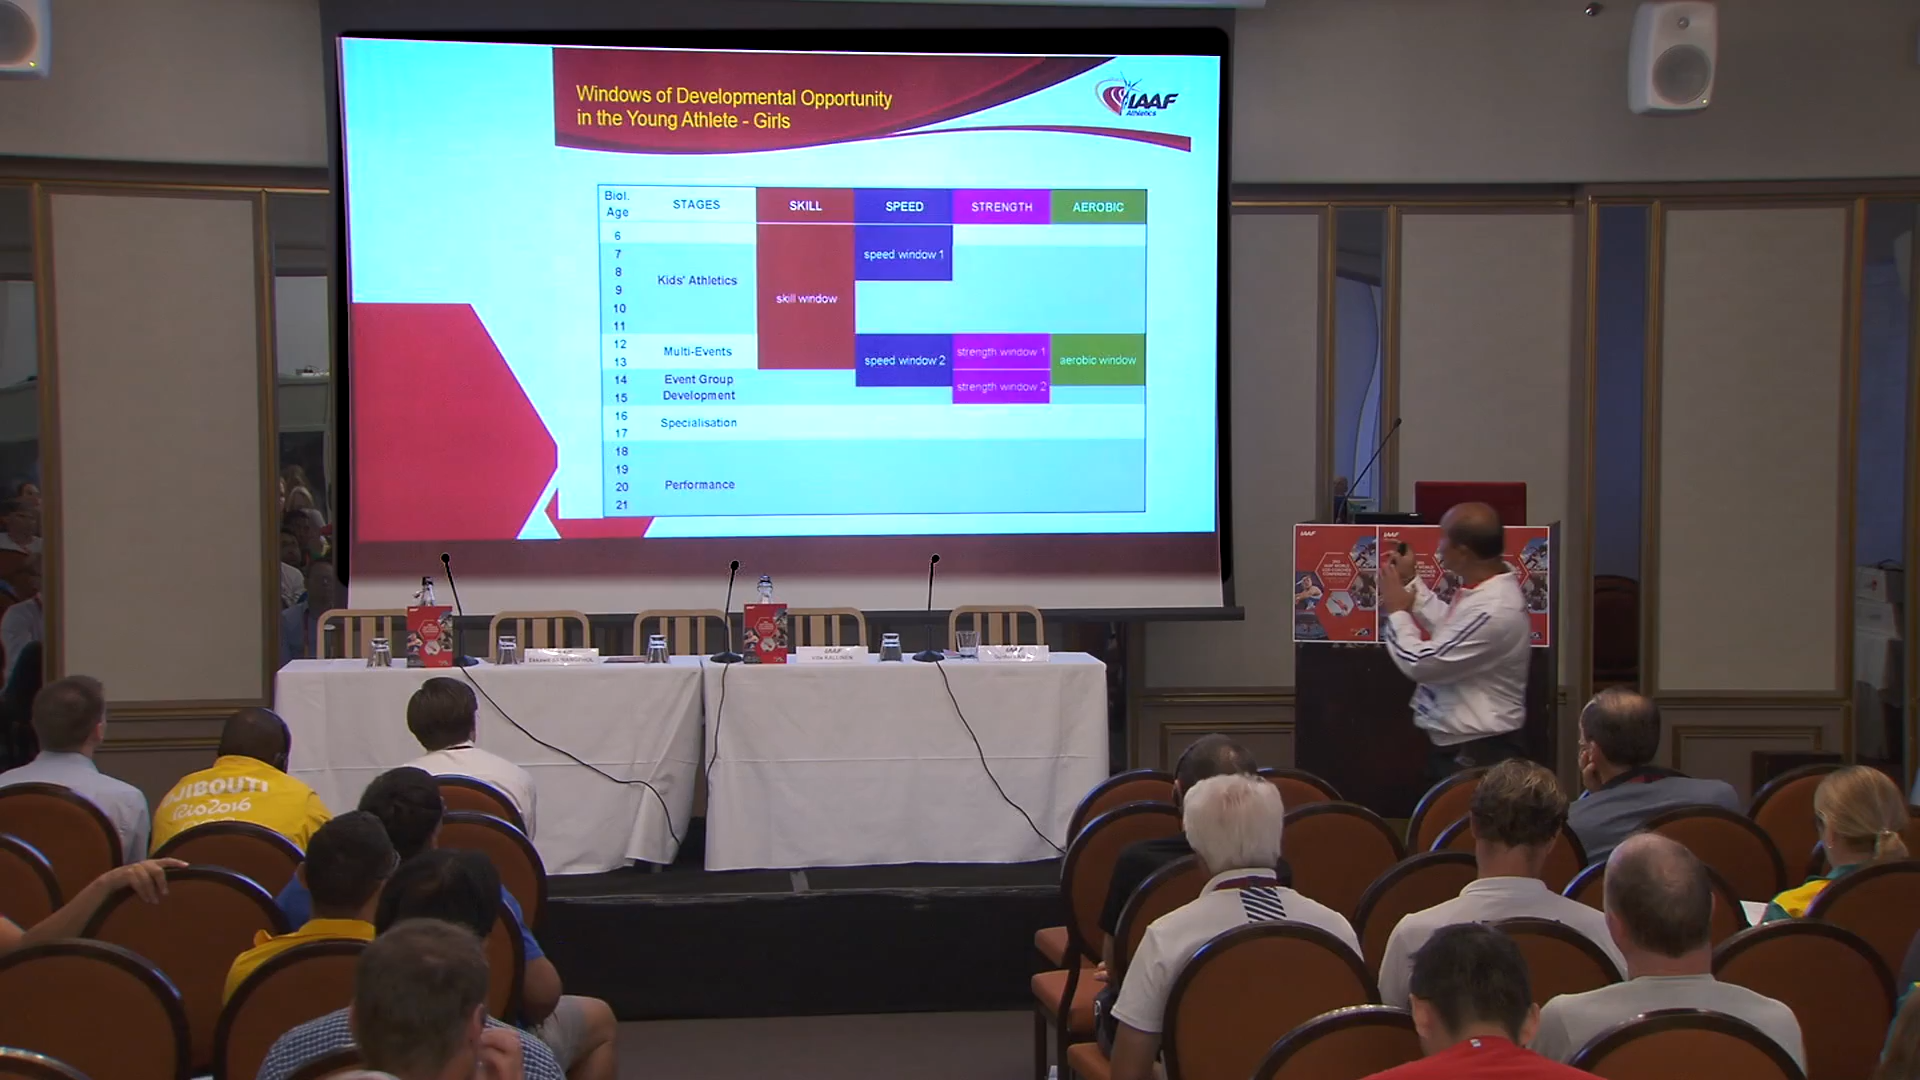 Windows of Developmental Opportunity
in the Young Athlete - Girls
IAAF
Athletics
Biol.
Age
STAGES
SKILL
SPEED
STRENGTH
AEROBIC
6
7
8
9
10
11
12
13
14
15
16
17
18
19
20
21
Kids' Athletics
Multi-Events
Event Group
Development
Specialisation
Performance
skill window
speed window 1
speed window 2
strength window 1
strength window 2
aerobic window
IAAF
IAAF
DJIBOUTI
Rio2016